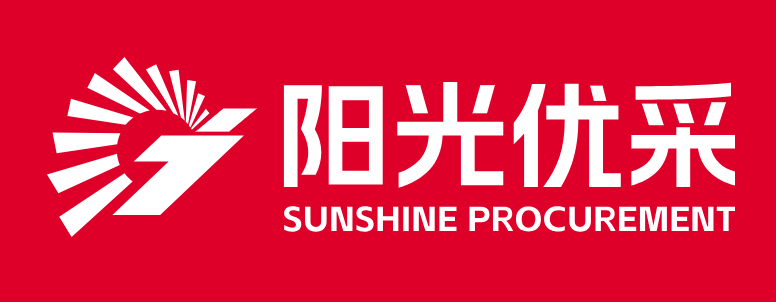 阳光优采
SUNSHINE PROCUREMENT